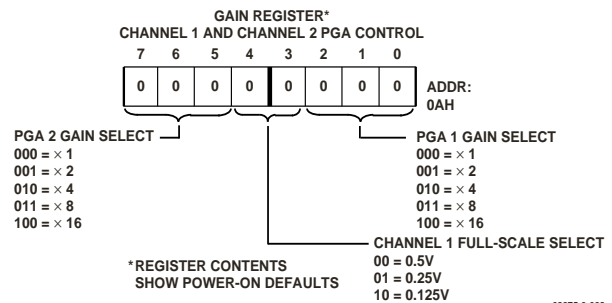 GAIN REGISTER*
CHANNEL 1 AND CHANNEL 2 PGA CONTROL
7 6 5 4 3 2 1 0
0 0 0 0 0 0 0 0
ADDR:
0AH
PGA 2 GAIN SELECT
000 = × 1
001 = × 2
010 = × 4
011 = × 8
100 = × 16
PGA 1 GAIN SELECT
000 = × 1
001 = × 2
010 = × 4
011 = × 8
100 = × 16
CHANNEL 1 FULL-SCALE SELECT
00 = 0.5V
01 = 0.25V
10 = 0.125V
*REGISTER CONTENTS
SHOW POWER-ON DEFAULTS